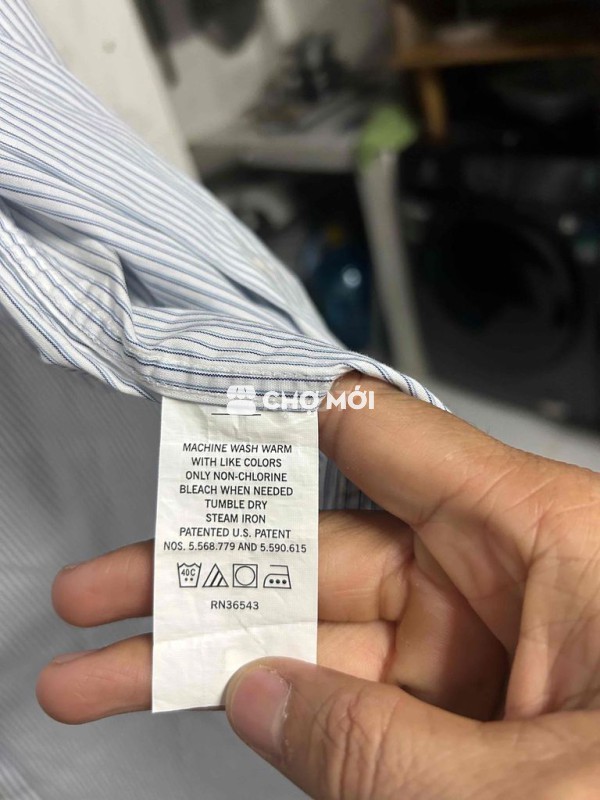 CHỢ MỚI
MACHINE WASH WARM
WITH LIKE COLORS
ONLY NON-CHLORINE
BLEACH WHEN NEEDED
TUMBLE DRY
STEAM IRON
PATENTED U.S. PATENT
NOS. 5.568.779 AND 5.590.615
40C
RN36543